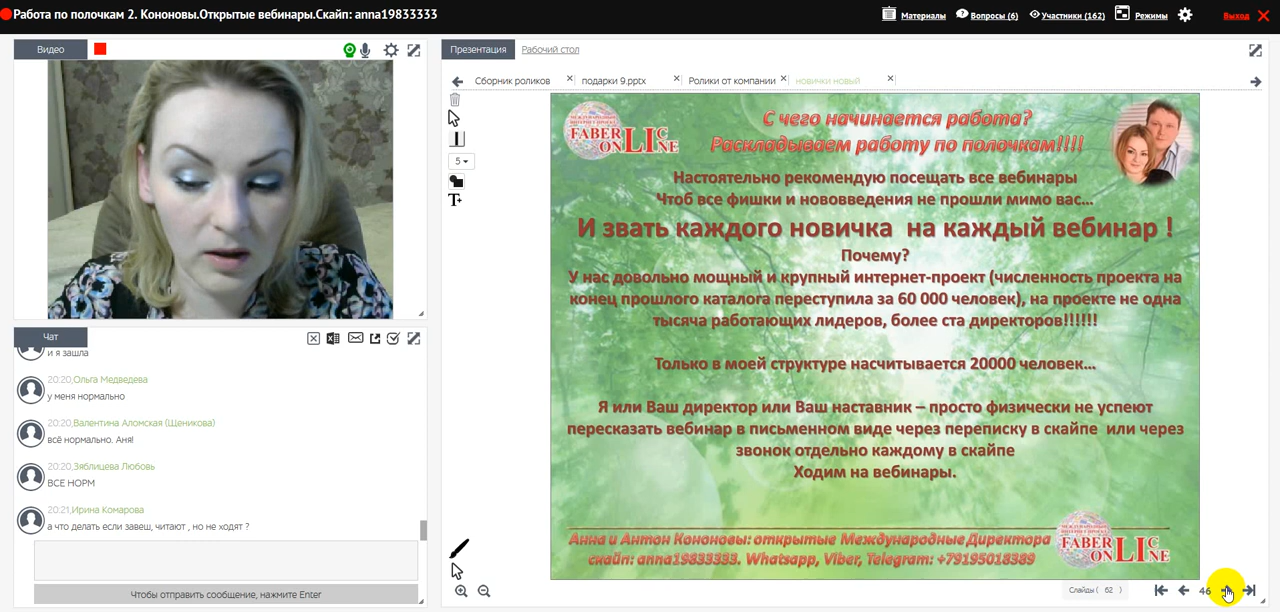 Работа по полочкам 2. Кононовы.Открытые вебинары.Скайп: anna19833333
Материалы
Вопросы (6)
Участники (162)
Режимы
Выход
Видео
Презентация
Рабочий стол
Сборник роликов
подарки 9.pptx
Ролики от компании
новички новый
5
T+
МЕЖДУНАРОДНЫЙ
ИНТЕРНЕТ-ПРОЕКТ
FABERLIC
ONLINE
С чего начинается работа?
Раскладываем работу по полочкам!!!!
Настоятельно рекомендую посещать все вебинары
Чтоб все фишки и нововведения не прошли мимо вас...
И звать каждого новичка на каждый вебинар !
Почему?
У нас довольно мощный и крупный интернет-проект (численность проекта на
конец прошлого каталога переступила за 60 000 человек), на проекте не одна
тысяча работающих лидеров, более ста директоров!!!!!!
Только в моей структуре насчитывается 20000 человек...
Я или Ваш директор или Ваш наставник – просто физически не успеют
пересказать вебинар в письменном виде через переписку в скайпе или через
звонок отдельно каждому в скайпе
Ходим на вебинары.
Анна и Антон Кононовы: открытые Международные Директора
скайп: anna19833333. Whatsapp, Viber, Telegram: +79195018389
МЕЖДУНАРОДНЫЙ
ИНТЕРНЕТ-ПРОЕКТ
FABERLIC
ONLINE
Слайды ( 62 )
46
Чат
и я зашла
20:20,Ольга Медведева
у меня нормально
20:20,Валентина Аломская (Щеникова)
всё нормально. Аня!
20:20,Зяблицева Любовь
ВСЕ НОРМ
20:21,Ирина Комарова
а что делать если завеш, читают , но не ходят ?
Чтобы отправить сообщение, нажмите Enter